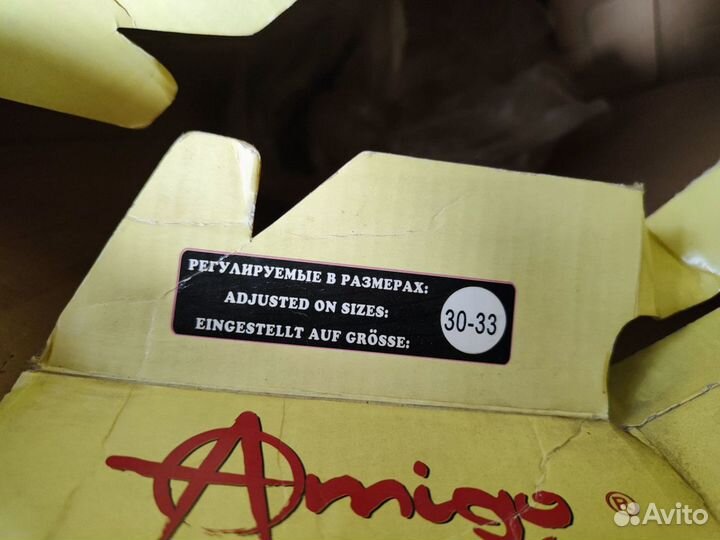 РЕГУЛИРУЕМЫЕ В РАЗМЕРАХ:
ADJUSTED ON SIZES:
EINGESTELLT AUF GRÖSSE:
30-33
Amigo ®
Avito